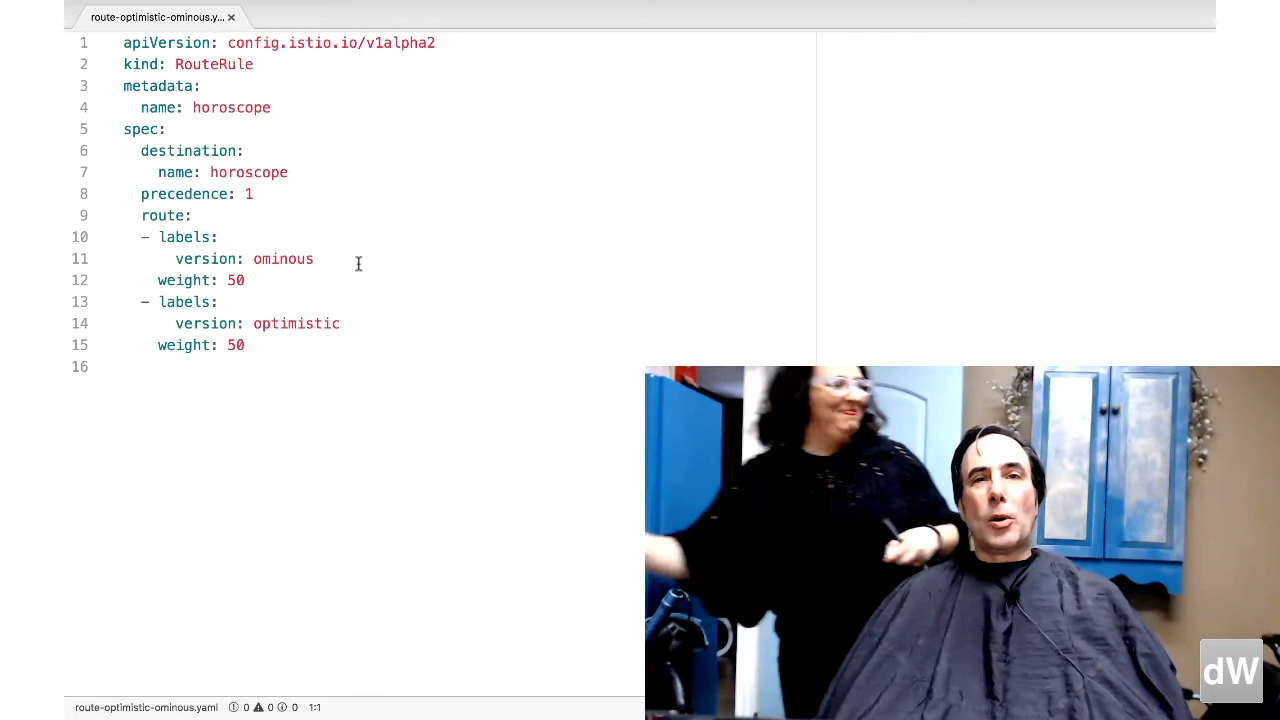 route-optimistic-ominous.y...
1 apiVersion: config.istio.io/v1alpha2
2 kind: RouteRule
3 metadata:
4 name: horoscope
5 spec:
6 destination:
7 name: horoscope
8 precedence: 1
9 route:
10 - labels:
11 version: ominous
12 weight: 50
13 - labels:
14 version: optimistic
15 weight: 50
16
dW
route-optimistic-ominous.yaml 0 0 0 1:1